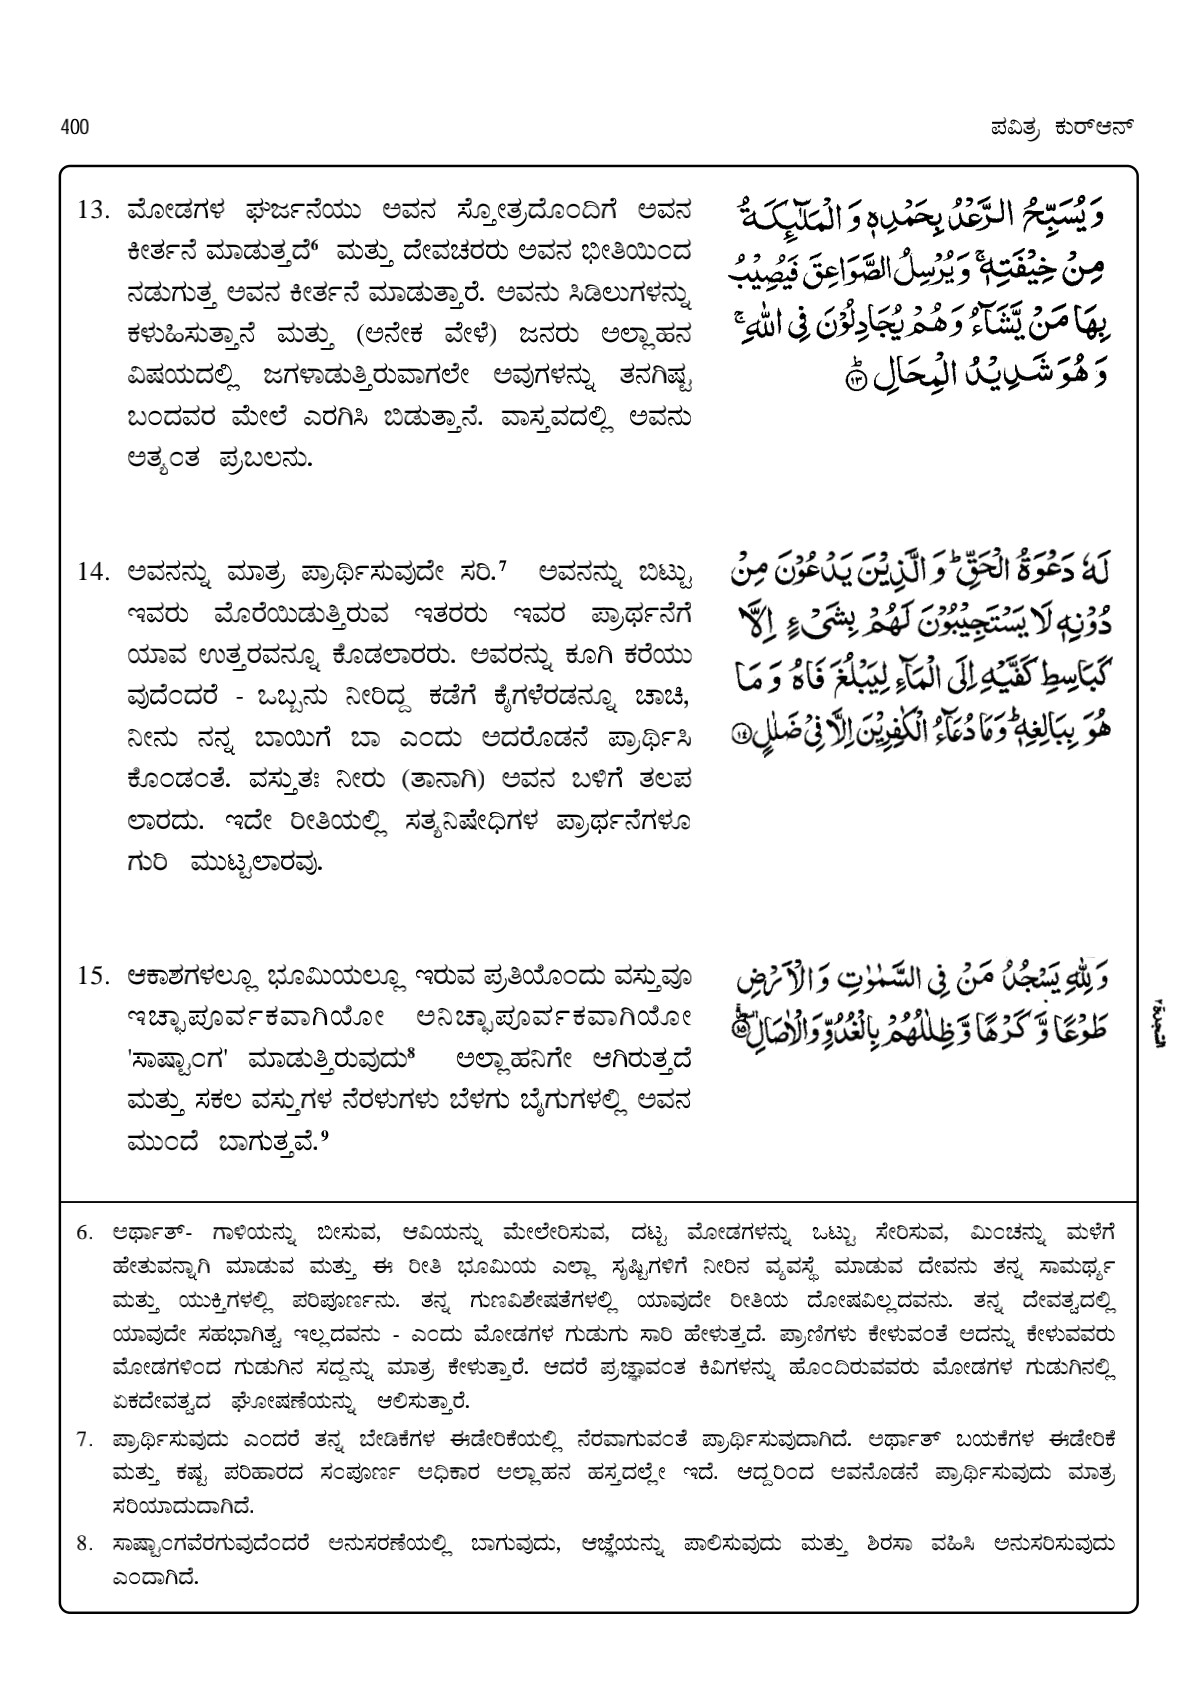 400
ಪವಿತ್ರ ಕುರ್‌ಆನ್
13. ಮೋಡಗಳ ಘರ್ಜನೆಯು ಅವನ ಸ್ತೋತ್ರದೊಂದಿಗೆ ಅವನ
ಕೀರ್ತನೆ ಮಾಡುತ್ತದೆ⁶ ಮತ್ತು ದೇವಚರರು ಅವನ ಭೀತಿಯಿಂದ
ನಡುಗುತ್ತ ಅವನ ಕೀರ್ತನೆ ಮಾಡುತ್ತಾರೆ. ಅವನು ಸಿಡಿಲುಗಳನ್ನು
ಕಳುಹಿಸುತ್ತಾನೆ ಮತ್ತು (ಅನೇಕ ವೇಳೆ) ಜನರು ಅಲ್ಲಾಹನ
ವಿಷಯದಲ್ಲಿ ಜಗಳಾಡುತ್ತಿರುವಾಗಲೇ ಅವುಗಳನ್ನು ತನಗಿಷ್ಟ
ಬಂದವರ ಮೇಲೆ ಎರಗಿಸಿ ಬಿಡುತ್ತಾನೆ. ವಾಸ್ತವದಲ್ಲಿ ಅವನು
ಅತ್ಯಂತ ಪ್ರಬಲನು.
وَيُسَبِّحُ الرَّعْدُ بِحَمْدِهٖ وَالْمَلٰٓئِكَةُ
مِنْ خِيْفَتِهٖ ۚ وَيُرْسِلُ الصَّوَاعِقَ فَيُصِيْبُ
بِهَا مَنْ يَّشَآءُ وَهُمْ يُجَادِلُوْنَ فِى اللّٰهِ ۚ
وَهُوَ شَدِيْدُ الْمِحَالِ ؕ ۱۳
14. ಅವನನ್ನು ಮಾತ್ರ ಪ್ರಾರ್ಥಿಸುವುದೇ ಸರಿ.⁷ ಅವನನ್ನು ಬಿಟ್ಟು
ಇವರು ಮೊರೆಯಿಡುತ್ತಿರುವ ಇತರರು ಇವರ ಪ್ರಾರ್ಥನೆಗೆ
ಯಾವ ಉತ್ತರವನ್ನೂ ಕೊಡಲಾರರು. ಅವರನ್ನು ಕೂಗಿ ಕರೆಯು
ವುದೆಂದರೆ - ಒಬ್ಬನು ನೀರಿದ್ದ ಕಡೆಗೆ ಕೈಗಳೆರಡನ್ನೂ ಚಾಚಿ,
ನೀನು ನನ್ನ ಬಾಯಿಗೆ ಬಾ ಎಂದು ಅದರೊಡನೆ ಪ್ರಾರ್ಥಿಸಿ
ಕೊಂಡಂತೆ. ವಸ್ತುತಃ ನೀರು (ತಾನಾಗಿ) ಅವನ ಬಳಿಗೆ ತಲಪ
ಲಾರದು. ಇದೇ ರೀತಿಯಲ್ಲಿ ಸತ್ಯನಿಷೇಧಿಗಳ ಪ್ರಾರ್ಥನೆಗಳೂ
ಗುರಿ ಮುಟ್ಟಲಾರವು.
لَهٗ دَعْوَةُ الْحَقِّ ؕ وَالَّذِيْنَ يَدْعُوْنَ مِنْ
دُوْنِهٖ لَا يَسْتَجِيْبُوْنَ لَهُمْ بِشَىْءٍ اِلَّا
كَبَاسِطِ كَفَّيْهِ اِلَى الْمَآءِ لِيَبْلُغَ فَاهُ وَمَا
هُوَ بِبَالِغِهٖ ؕ وَمَا دُعَآءُ الْكٰفِرِيْنَ اِلَّا فِىْ ضَلٰلٍ ۱۴
15. ಆಕಾಶಗಳಲ್ಲೂ ಭೂಮಿಯಲ್ಲೂ ಇರುವ ಪ್ರತಿಯೊಂದು ವಸ್ತುವೂ
ಇಚ್ಛಾಪೂರ್ವಕವಾಗಿಯೋ ಅನಿಚ್ಛಾಪೂರ್ವಕವಾಗಿಯೋ
'ಸಾಷ್ಟಾಂಗ' ಮಾಡುತ್ತಿರುವುದು⁸ ಅಲ್ಲಾಹನಿಗೇ ಆಗಿರುತ್ತದೆ
ಮತ್ತು ಸಕಲ ವಸ್ತುಗಳ ನೆರಳುಗಳು ಬೆಳಗು ಬೈಗುಗಳಲ್ಲಿ ಅವನ
ಮುಂದೆ ಬಾಗುತ್ತವೆ.⁹
وَلِلّٰهِ يَسْجُدُ مَنْ فِى السَّمٰوٰتِ وَالْاَرْضِ
طَوْعًا وَّكَرْهًا وَّظِلٰلُهُمْ بِالْغُدُوِّ وَالْاٰصَالِ ۩ ۱۵
السجدة ۲
6. ಅರ್ಥಾತ್- ಗಾಳಿಯನ್ನು ಬೀಸುವ, ಆವಿಯನ್ನು ಮೇಲೇರಿಸುವ, ದಟ್ಟ ಮೋಡಗಳನ್ನು ಒಟ್ಟು ಸೇರಿಸುವ, ಮಿಂಚನ್ನು ಮಳೆಗೆ
ಹೇತುವನ್ನಾಗಿ ಮಾಡುವ ಮತ್ತು ಈ ರೀತಿ ಭೂಮಿಯ ಎಲ್ಲಾ ಸೃಷ್ಟಿಗಳಿಗೆ ನೀರಿನ ವ್ಯವಸ್ಥೆ ಮಾಡುವ ದೇವನು ತನ್ನ ಸಾಮರ್ಥ್ಯ
ಮತ್ತು ಯುಕ್ತಿಗಳಲ್ಲಿ ಪರಿಪೂರ್ಣನು. ತನ್ನ ಗುಣವಿಶೇಷತೆಗಳಲ್ಲಿ ಯಾವುದೇ ರೀತಿಯ ದೋಷವಿಲ್ಲದವನು. ತನ್ನ ದೇವತ್ವದಲ್ಲಿ
ಯಾವುದೇ ಸಹಭಾಗಿತ್ವ ಇಲ್ಲದವನು - ಎಂದು ಮೋಡಗಳ ಗುಡುಗು ಸಾರಿ ಹೇಳುತ್ತದೆ. ಪ್ರಾಣಿಗಳು ಕೇಳುವಂತೆ ಅದನ್ನು ಕೇಳುವವರು
ಮೋಡಗಳಿಂದ ಗುಡುಗಿನ ಸದ್ದನ್ನು ಮಾತ್ರ ಕೇಳುತ್ತಾರೆ. ಆದರೆ ಪ್ರಜ್ಞಾವಂತ ಕಿವಿಗಳನ್ನು ಹೊಂದಿರುವವರು ಮೋಡಗಳ ಗುಡುಗಿನಲ್ಲಿ
ಏಕದೇವತ್ವದ ಘೋಷಣೆಯನ್ನು ಆಲಿಸುತ್ತಾರೆ.
7. ಪ್ರಾರ್ಥಿಸುವುದು ಎಂದರೆ ತನ್ನ ಬೇಡಿಕೆಗಳ ಈಡೇರಿಕೆಯಲ್ಲಿ ನೆರವಾಗುವಂತೆ ಪ್ರಾರ್ಥಿಸುವುದಾಗಿದೆ. ಅರ್ಥಾತ್ ಬಯಕೆಗಳ ಈಡೇರಿಕೆ
ಮತ್ತು ಕಷ್ಟ ಪರಿಹಾರದ ಸಂಪೂರ್ಣ ಅಧಿಕಾರ ಅಲ್ಲಾಹನ ಹಸ್ತದಲ್ಲೇ ಇದೆ. ಆದ್ದರಿಂದ ಅವನೊಡನೆ ಪ್ರಾರ್ಥಿಸುವುದು ಮಾತ್ರ
ಸರಿಯಾದುದಾಗಿದೆ.
8. ಸಾಷ್ಟಾಂಗವೆರಗುವುದೆಂದರೆ ಅನುಸರಣೆಯಲ್ಲಿ ಬಾಗುವುದು, ಆಜ್ಞೆಯನ್ನು ಪಾಲಿಸುವುದು ಮತ್ತು ಶಿರಸಾ ವಹಿಸಿ ಅನುಸರಿಸುವುದು
ಎಂದಾಗಿದೆ.